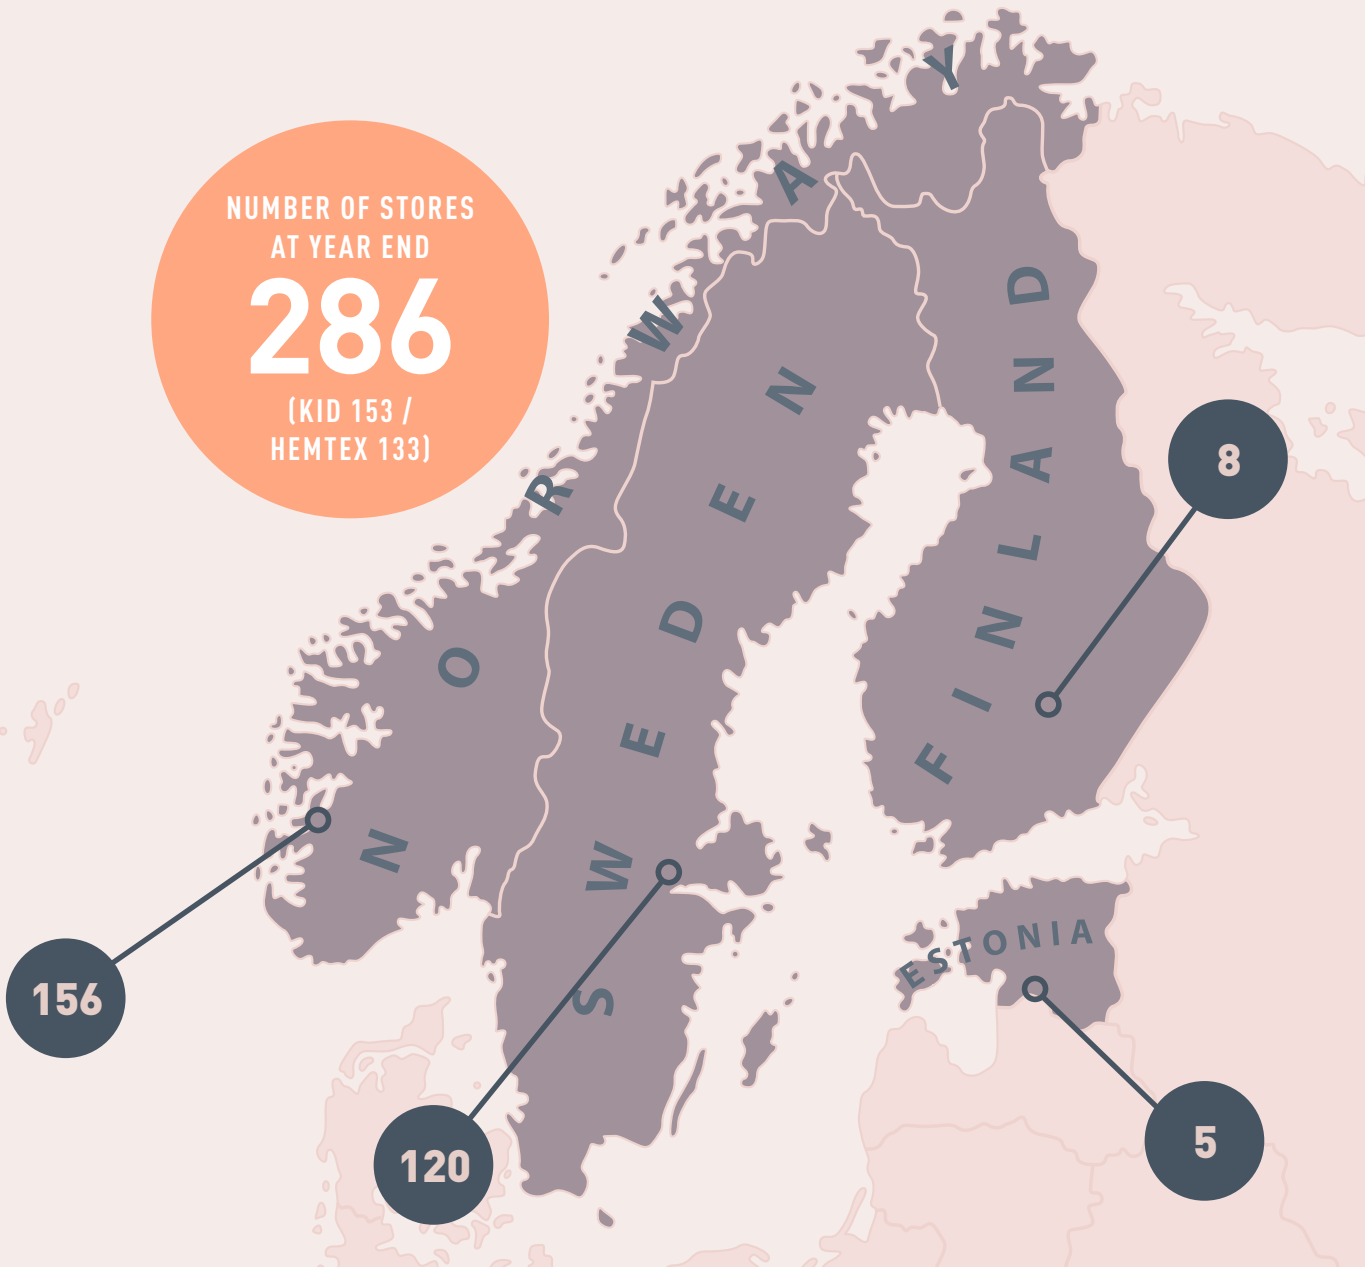 NUMBER OF STORES
AT YEAR END
286
(KID 153 /
HEMTEX 133)
NORWAY
SWEDEN
FINLAND
8
ESTONIA
156
120
5